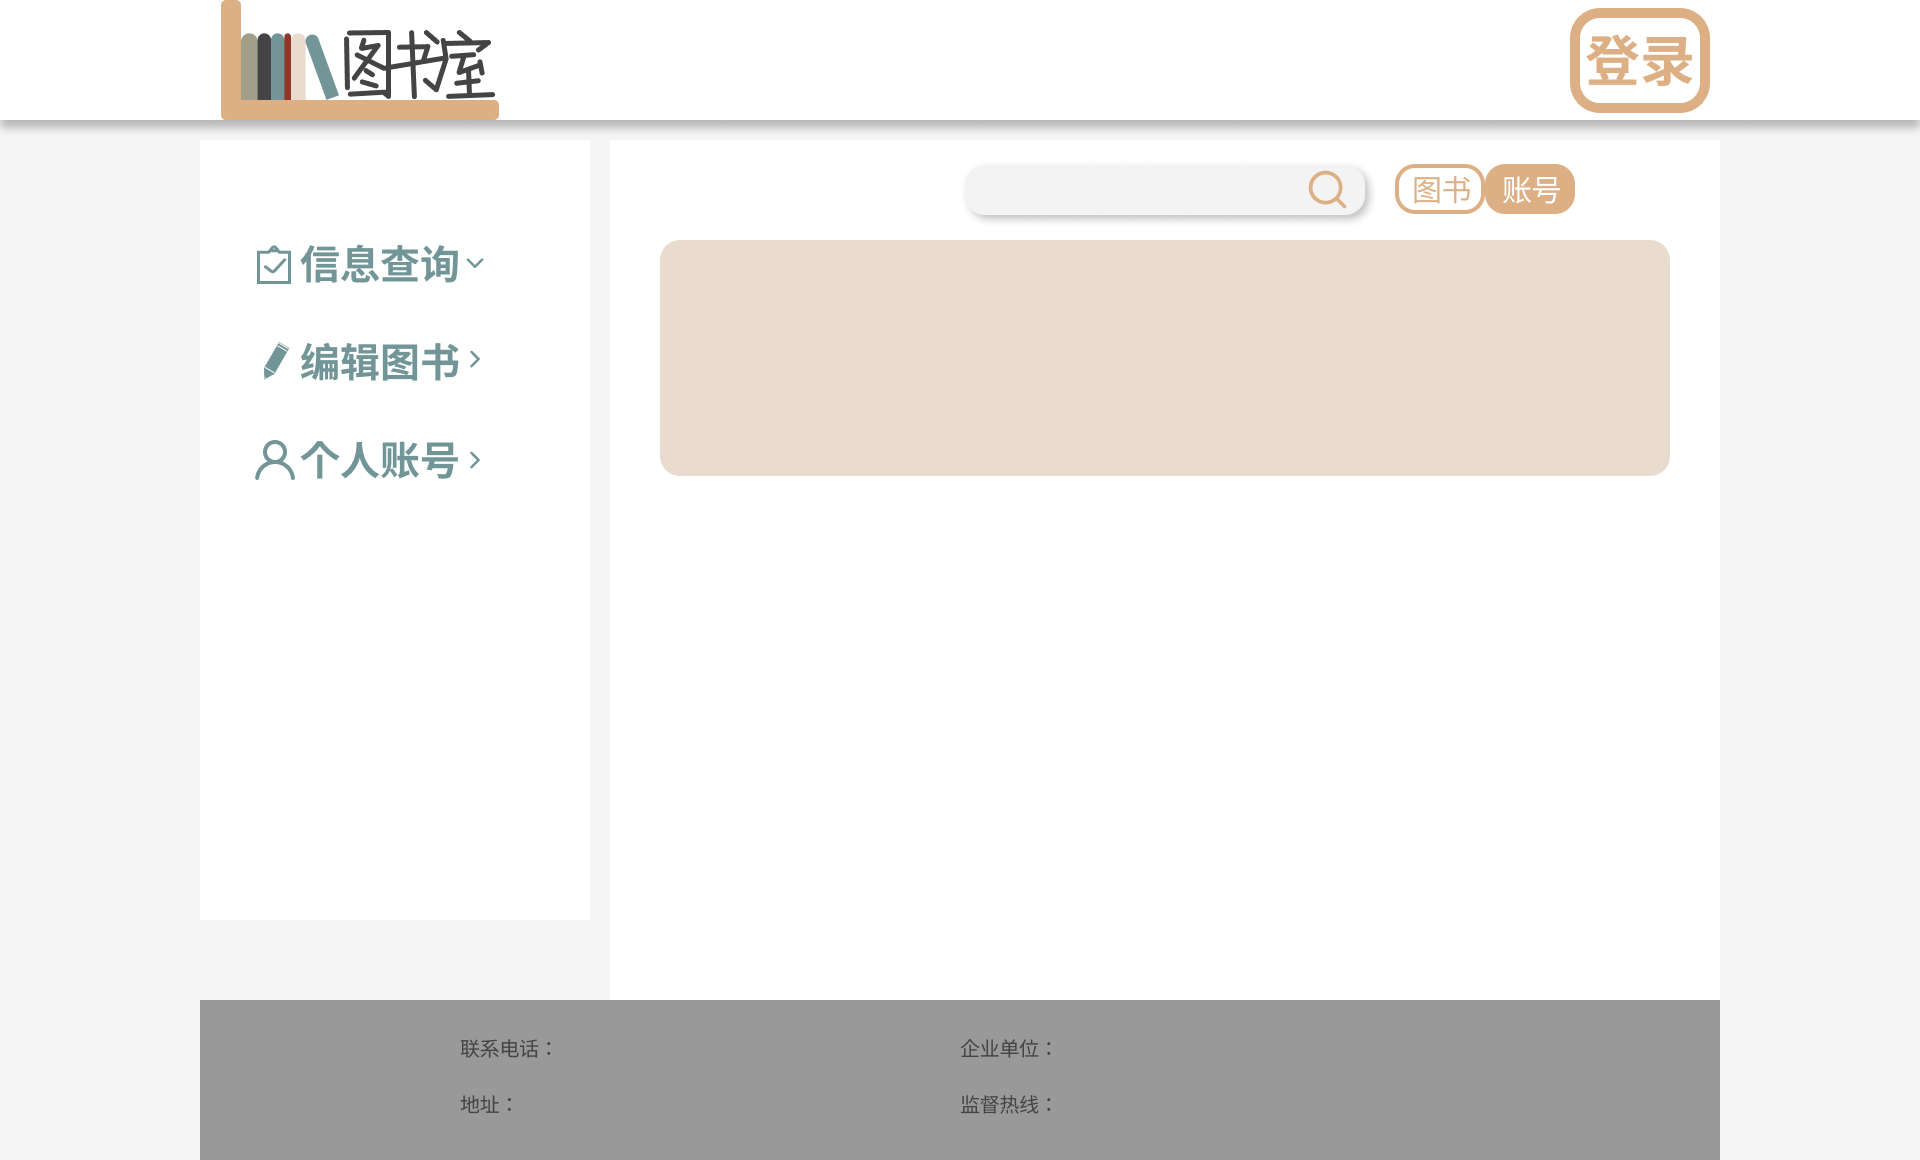 图书室
登录
图书
账号
信息查询
编辑图书
个人账号
联系电话：
企业单位：
地址：
监督热线：